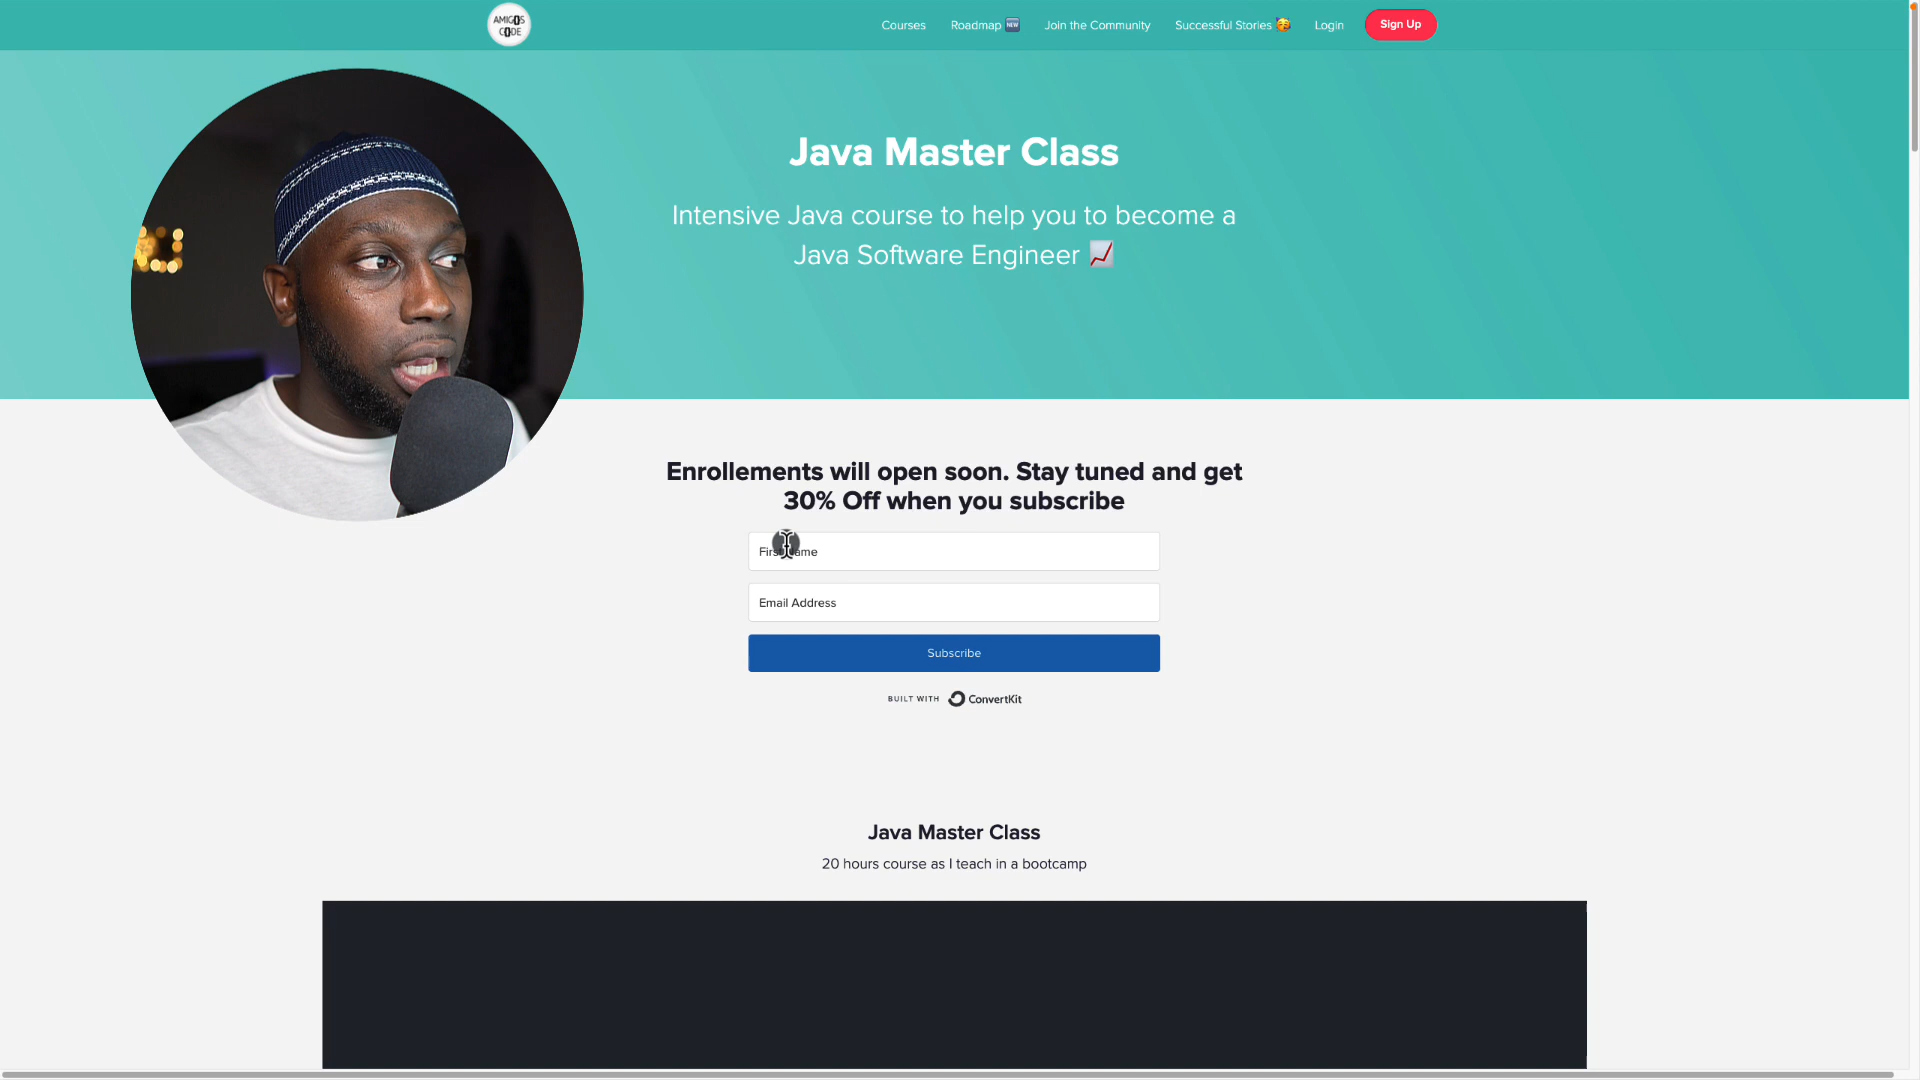 AMIGOS
CODE
Courses
Roadmap 🆕
Join the Community
Successful Stories 🥳
Login
Sign Up
Java Master Class
Intensive Java course to help you to become a
Java Software Engineer 📈
Enrollements will open soon. Stay tuned and get
30% Off when you subscribe
First Name
Email Address
Subscribe
BUILT WITH ConvertKit
Java Master Class
20 hours course as I teach in a bootcamp